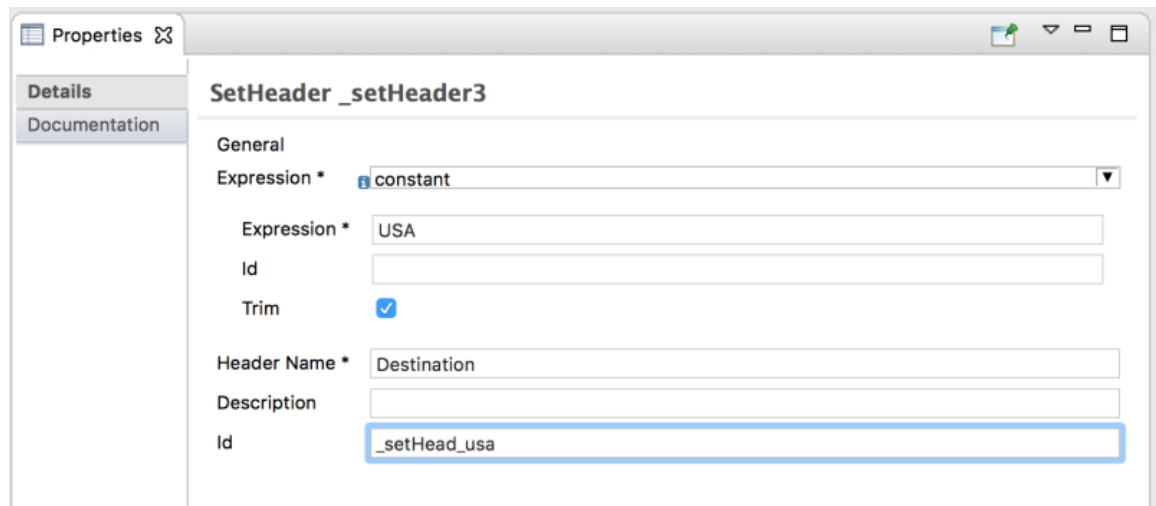 Properties
Details
Documentation
SetHeader _setHeader3
General
Expression * constant
Expression * USA
Id
Trim
Header Name * Destination
Description
Id _setHead_usa